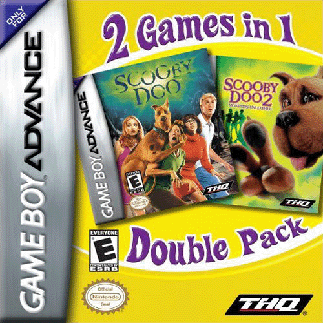 ONLY FOR
GAME BOY ADVANCE
2 Games in 1
SCOOBY
DOO
GAME BOY ADVANCE
E
THQ
SCOOBY
DOO 2
THQ
EVERYONE
E
ESRB
Double Pack
Official
Nintendo
Seal
THQ